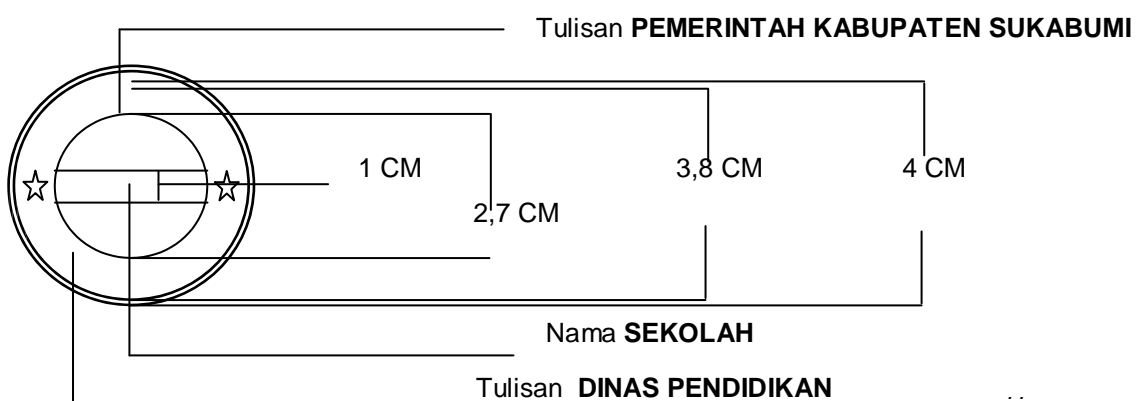 Tulisan PEMERINTAH KABUPATEN SUKABUMI
1 CM
3,8 CM
4 CM
2,7 CM
Nama SEKOLAH
Tulisan DINAS PENDIDIKAN